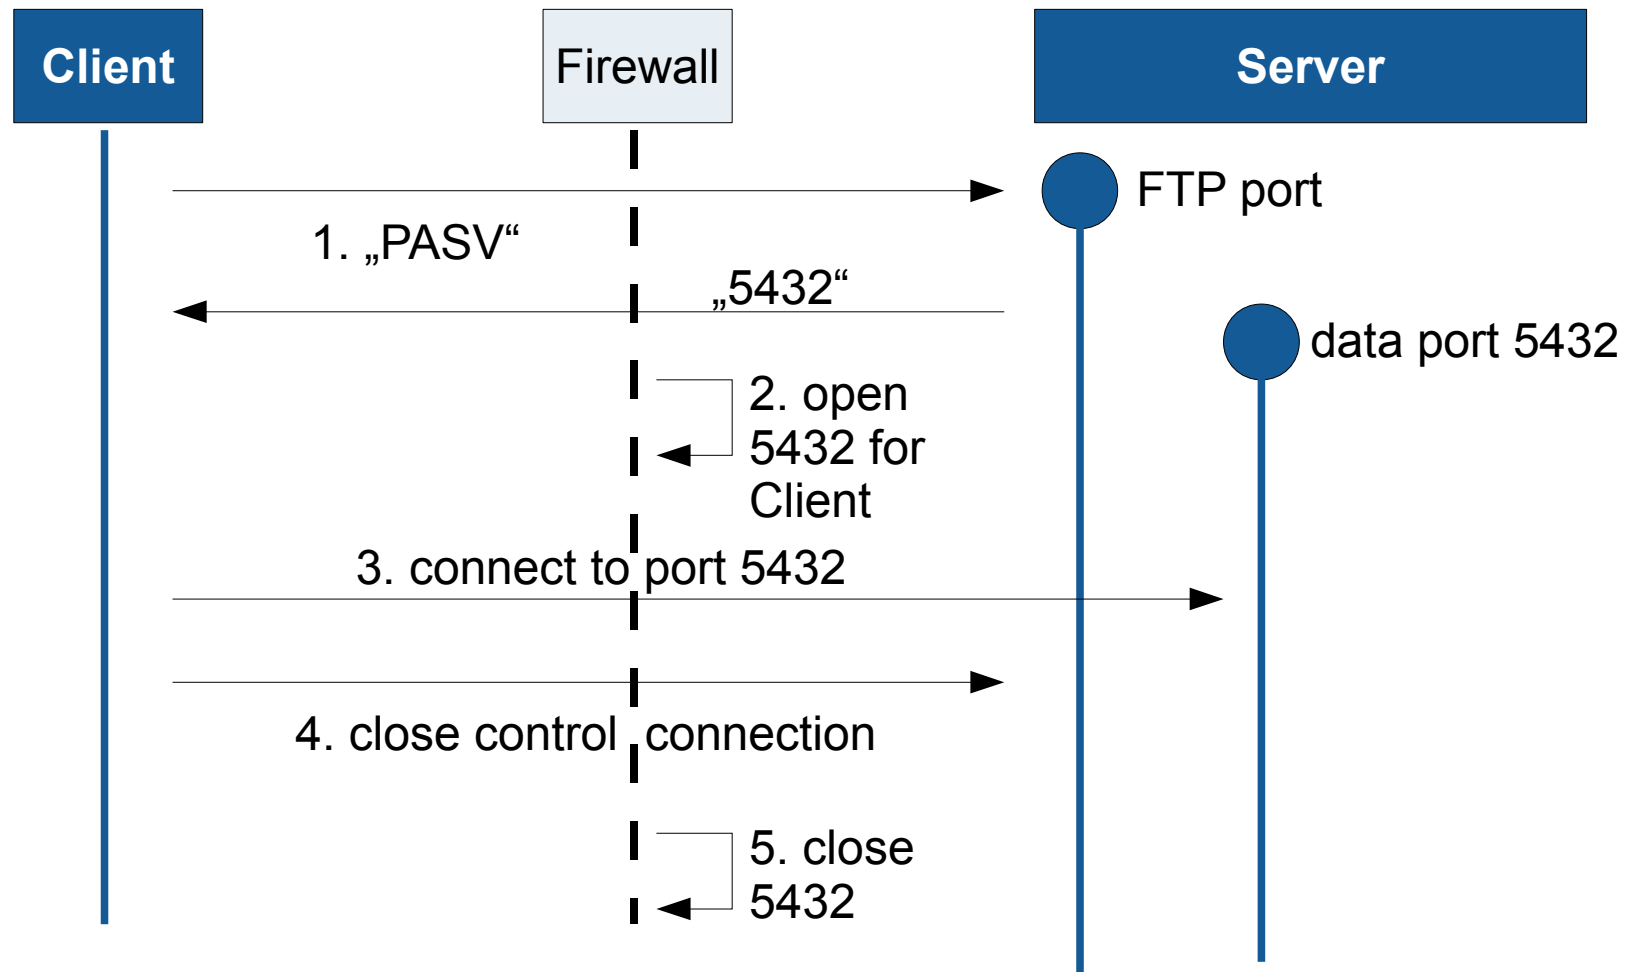 Client
Firewall
Server
FTP port
1. „PASV“
„5432“
data port 5432
2. open
5432 for
Client
3. connect to port 5432
4. close control connection
5. close
5432